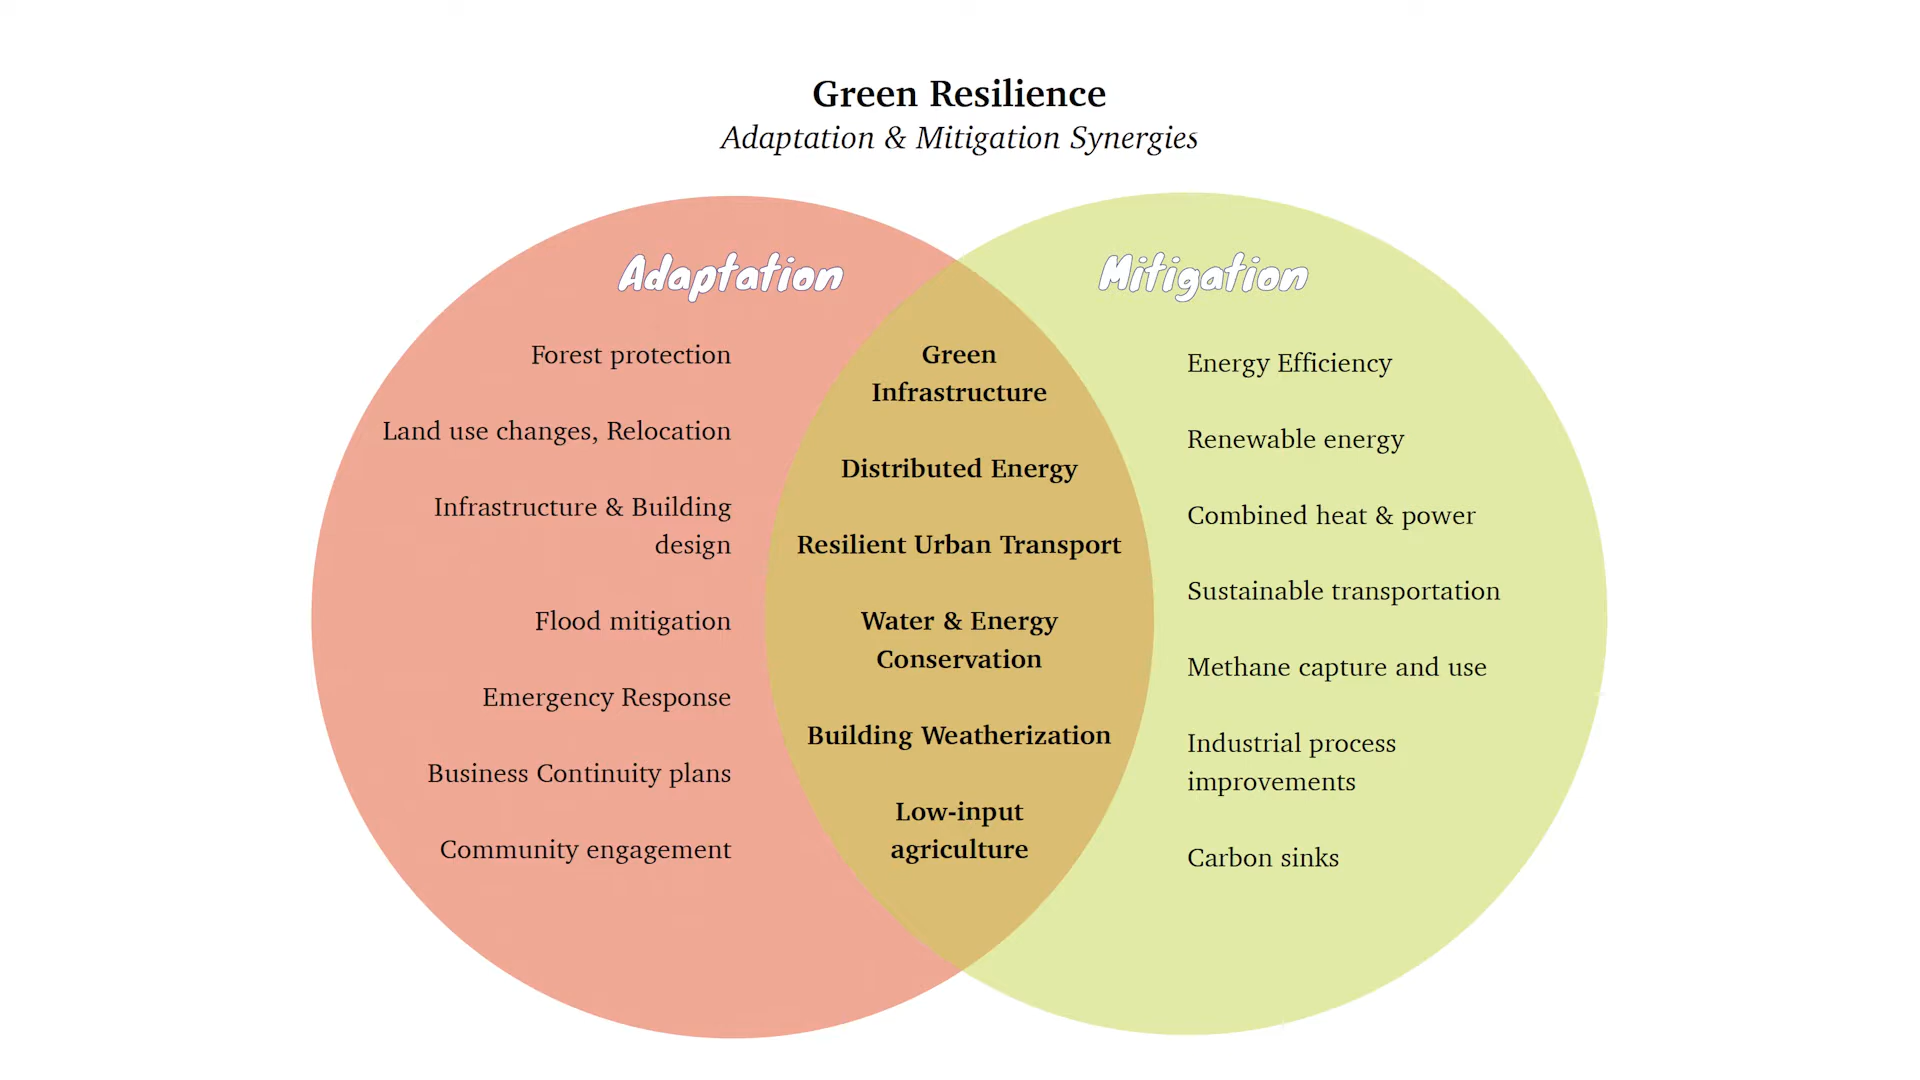 Green Resilience
Adaptation & Mitigation Synergies
Adaptation
Forest protection
Land use changes, Relocation
Infrastructure & Building
design
Flood mitigation
Emergency Response
Business Continuity plans
Community engagement
Green
Infrastructure
Distributed Energy
Resilient Urban Transport
Water & Energy
Conservation
Building Weatherization
Low-input
agriculture
Mitigation
Energy Efficiency
Renewable energy
Combined heat & power
Sustainable transportation
Methane capture and use
Industrial process
improvements
Carbon sinks